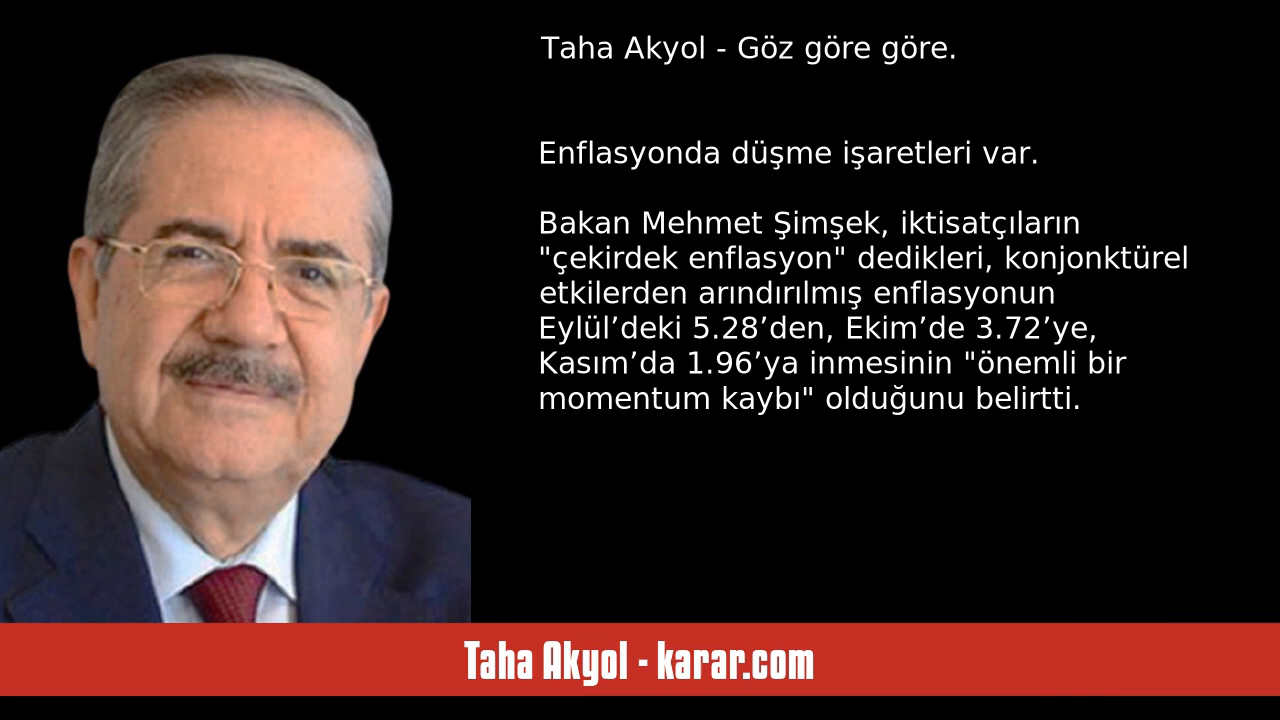 Taha Akyol - Göz göre göre.
Enflasyonda düşme işaretleri var.
Bakan Mehmet Şimşek, iktisatçıların
"çekirdek enflasyon" dedikleri, konjonktürel
etkilerden arındırılmış enflasyonun
Eylül’deki 5.28’den, Ekim’de 3.72’ye,
Kasım’da 1.96’ya inmesinin "önemli bir
momentum kaybı" olduğunu belirtti.
Taha Akyol - karar.com